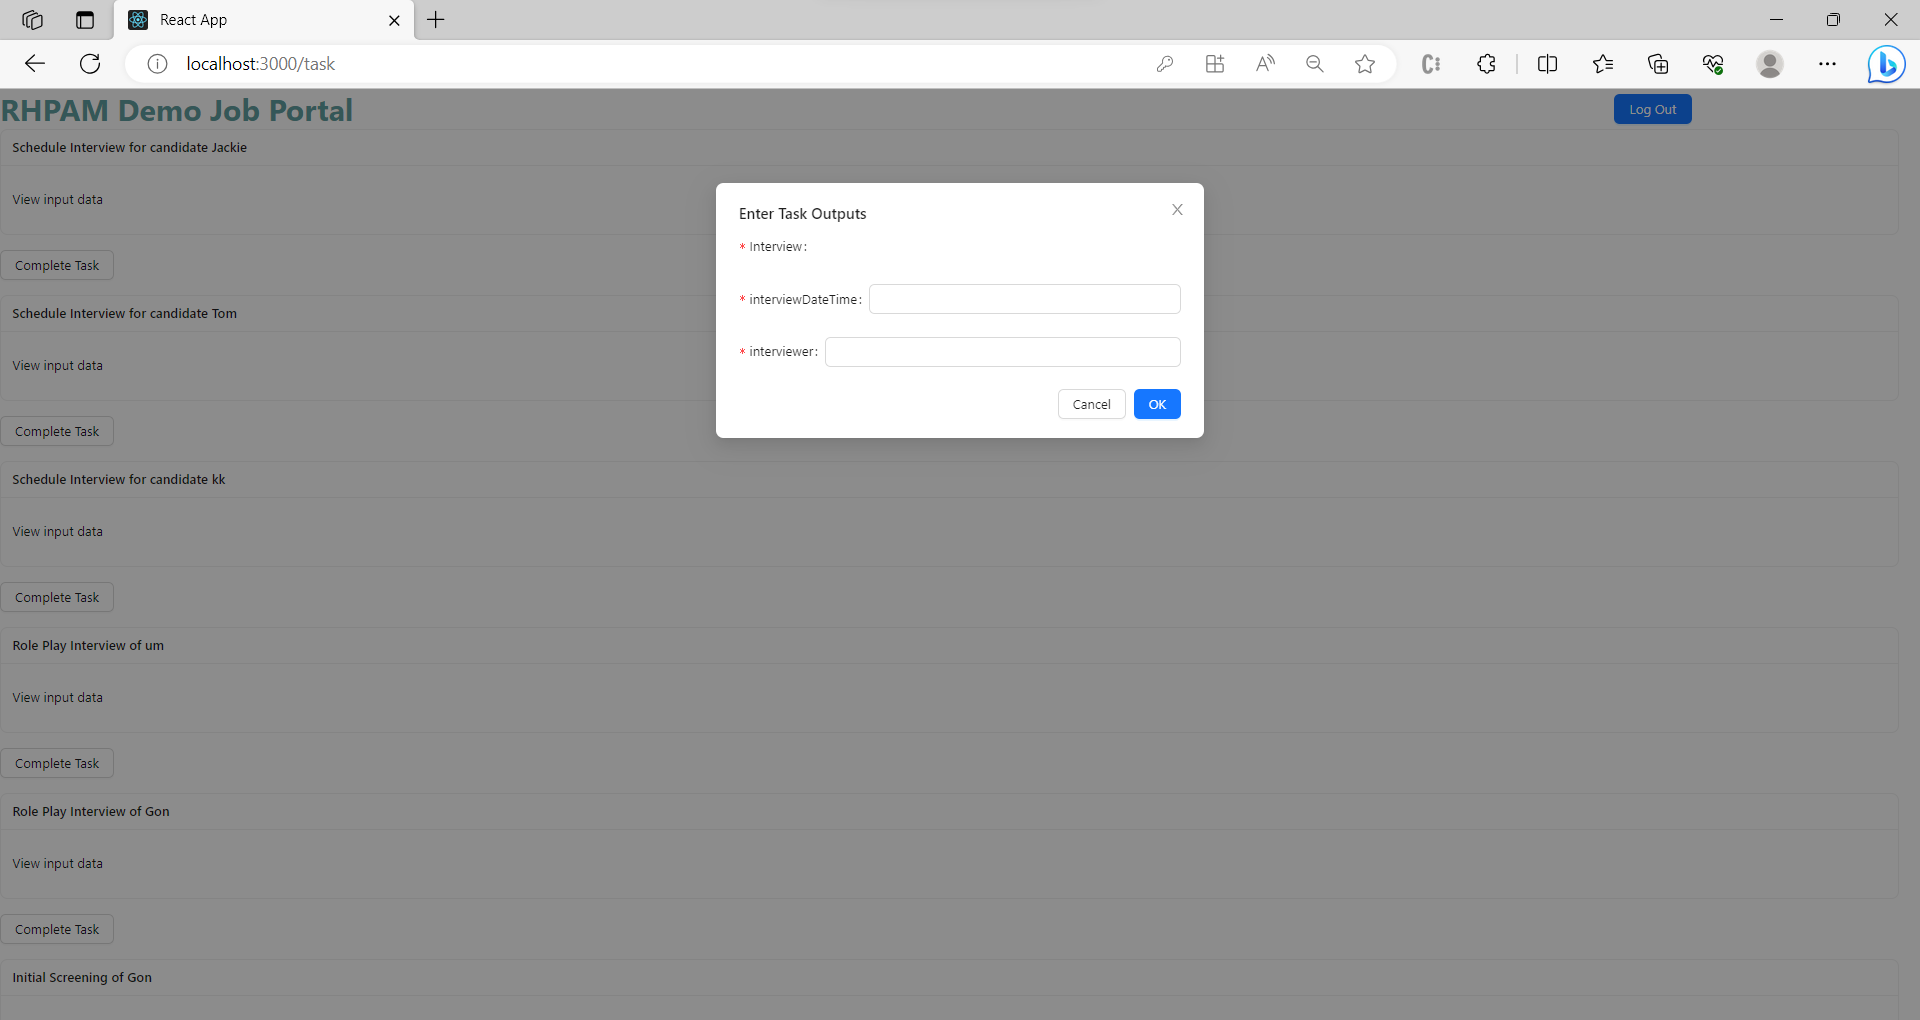 React App
localhost:3000/task
RHPAM Demo Job Portal
Log Out
Schedule Interview for candidate Jackie
View input data
Complete Task
Schedule Interview for candidate Tom
View input data
Complete Task
Schedule Interview for candidate kk
View input data
Complete Task
Role Play Interview of um
View input data
Complete Task
Role Play Interview of Gon
View input data
Complete Task
Initial Screening of Gon
Enter Task Outputs
* Interview:
* interviewDateTime:
* interviewer:
Cancel
OK